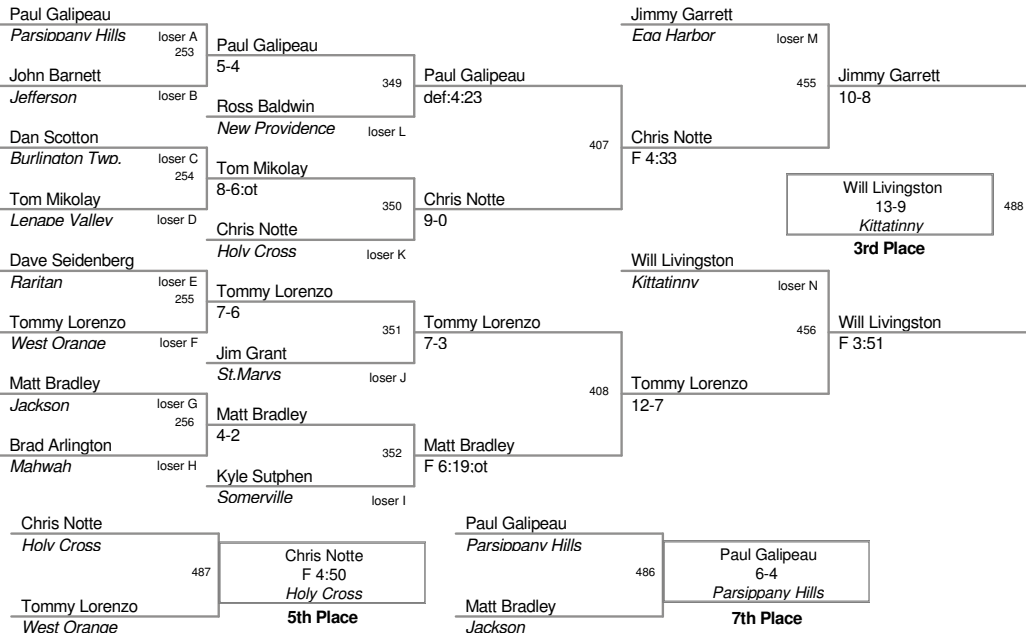 Paul Galipeau
Parsippany Hills
loser A
253
John Barnett
Jefferson
loser B
Dan Scotton
Burlington Twp.
loser C
254
Tom Mikolay
Lenape Valley
loser D
Dave Seidenberg
Raritan
loser E
255
Tommy Lorenzo
West Orange
loser F
Matt Bradley
Jackson
loser G
256
Brad Arlington
Mahwah
loser H
Paul Galipeau
5-4
349
Ross Baldwin
New Providence
loser L
Tom Mikolay
8-6:ot
350
Chris Notte
Holy Cross
loser K
Tommy Lorenzo
7-6
351
Jim Grant
St.Marys
loser J
Matt Bradley
4-2
352
Kyle Sutphen
Somerville
loser I
Paul Galipeau
def:4:23
407
Chris Notte
9-0
Tommy Lorenzo
7-3
408
Matt Bradley
F 6:19:ot
Jimmy Garrett
Egg Harbor
loser M
455
Chris Notte
F 4:33
Will Livingston
Kittatinny
loser N
456
Tommy Lorenzo
12-7
Jimmy Garrett
10-8
Will Livingston
13-9
Kittatinny
488
3rd Place
Will Livingston
F 3:51
Chris Notte
Holy Cross
487
Tommy Lorenzo
West Orange
Chris Notte
F 4:50
Holy Cross
5th Place
Paul Galipeau
Parsippany Hills
486
Matt Bradley
Jackson
Paul Galipeau
6-4
Parsippany Hills
7th Place